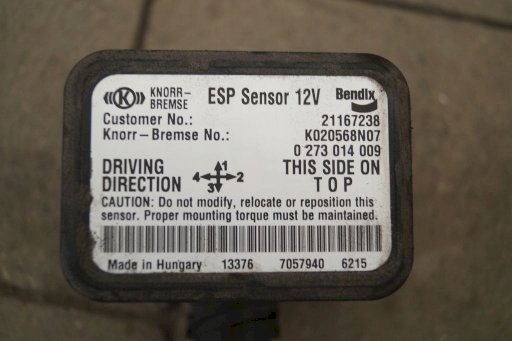 K KNORR-
BREMSE ESP Sensor 12V Bendix
Customer No.: 21167238
Knorr-Bremse No.: K020568N07
0 273 014 009
DRIVING 1 THIS SIDE ON
DIRECTION 4 2 TOP
3
CAUTION: Do not modify, relocate or reposition this
sensor. Proper mounting torque must be maintained.
Made in Hungary 13376 7057940 6215